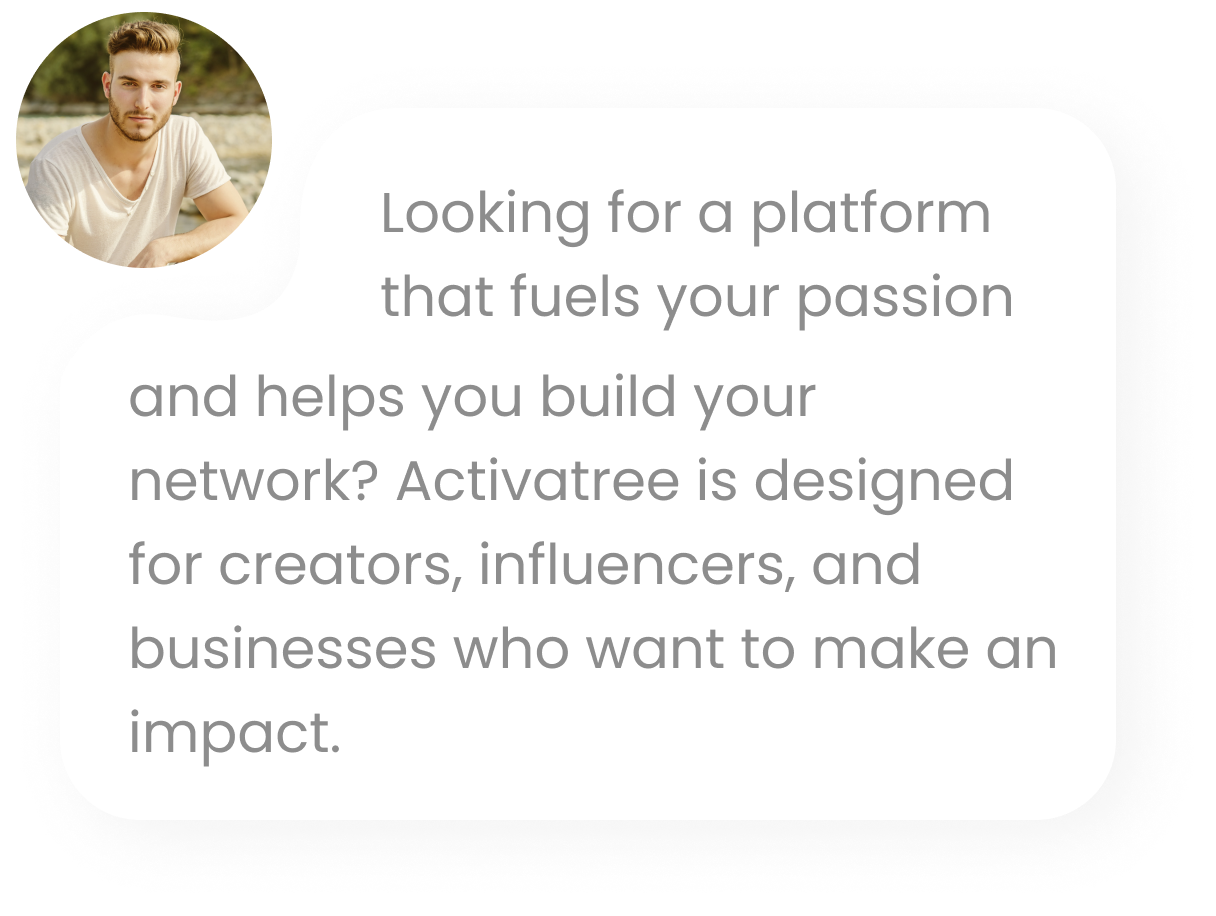 Looking for a platform
that fuels your passion
and helps you build your
network? Activatree is designed
for creators, influencers, and
businesses who want to make an
impact.